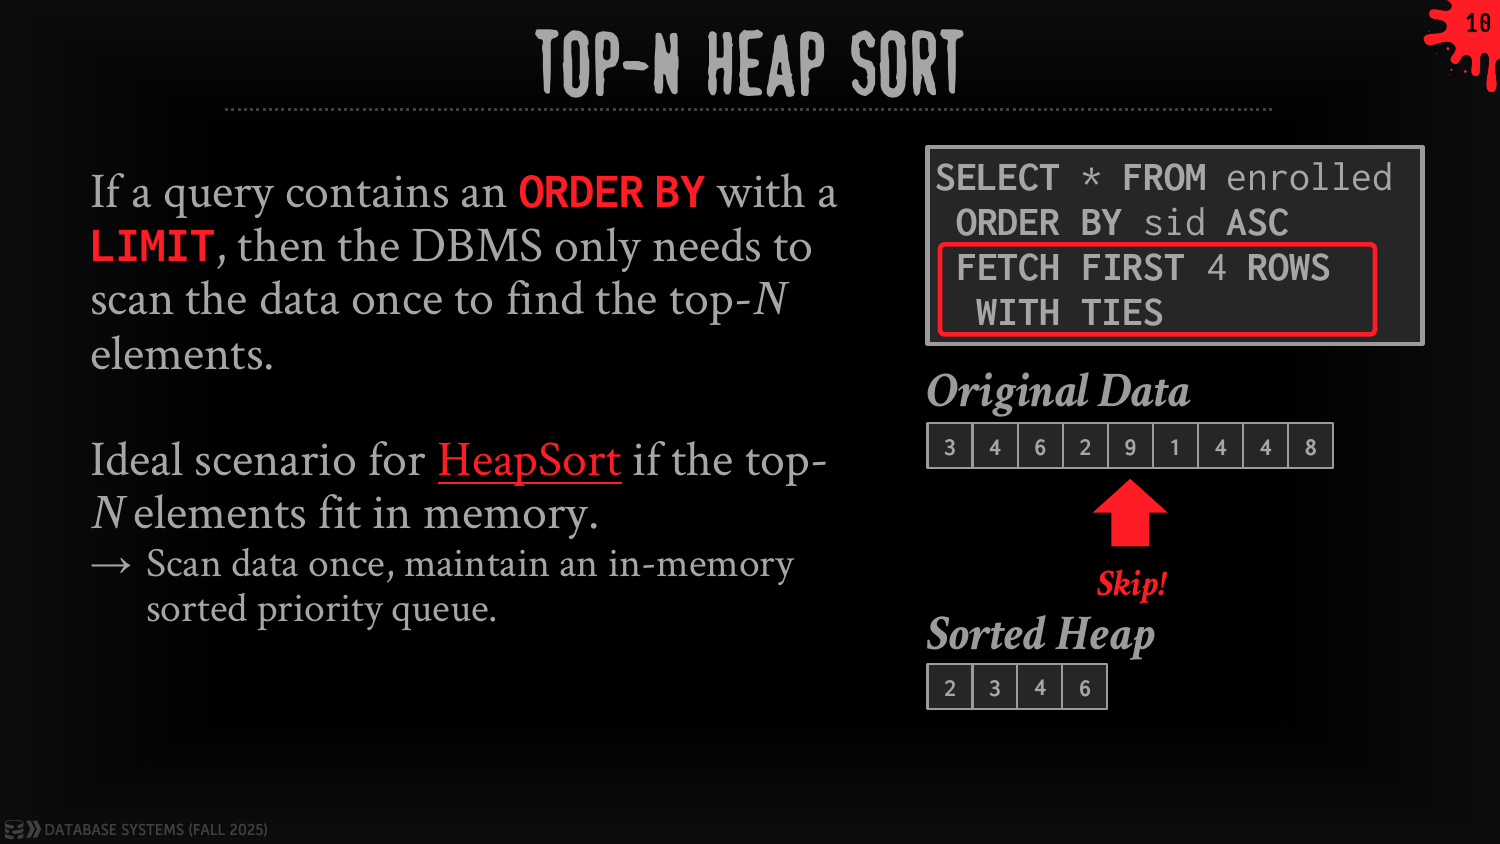 TOP-N HEAP SORT
10
If a query contains an ORDER BY with a
LIMIT, then the DBMS only needs to
scan the data once to find the top-N
elements.
Ideal scenario for HeapSort if the top-
N elements fit in memory.
→ Scan data once, maintain an in-memory
sorted priority queue.
SELECT * FROM enrolled
ORDER BY sid ASC
FETCH FIRST 4 ROWS
WITH TIES
Original Data
3 4 6 2 9 1 4 4 8
Skip!
Sorted Heap
2 3 4 6
DATABASE SYSTEMS (FALL 2025)